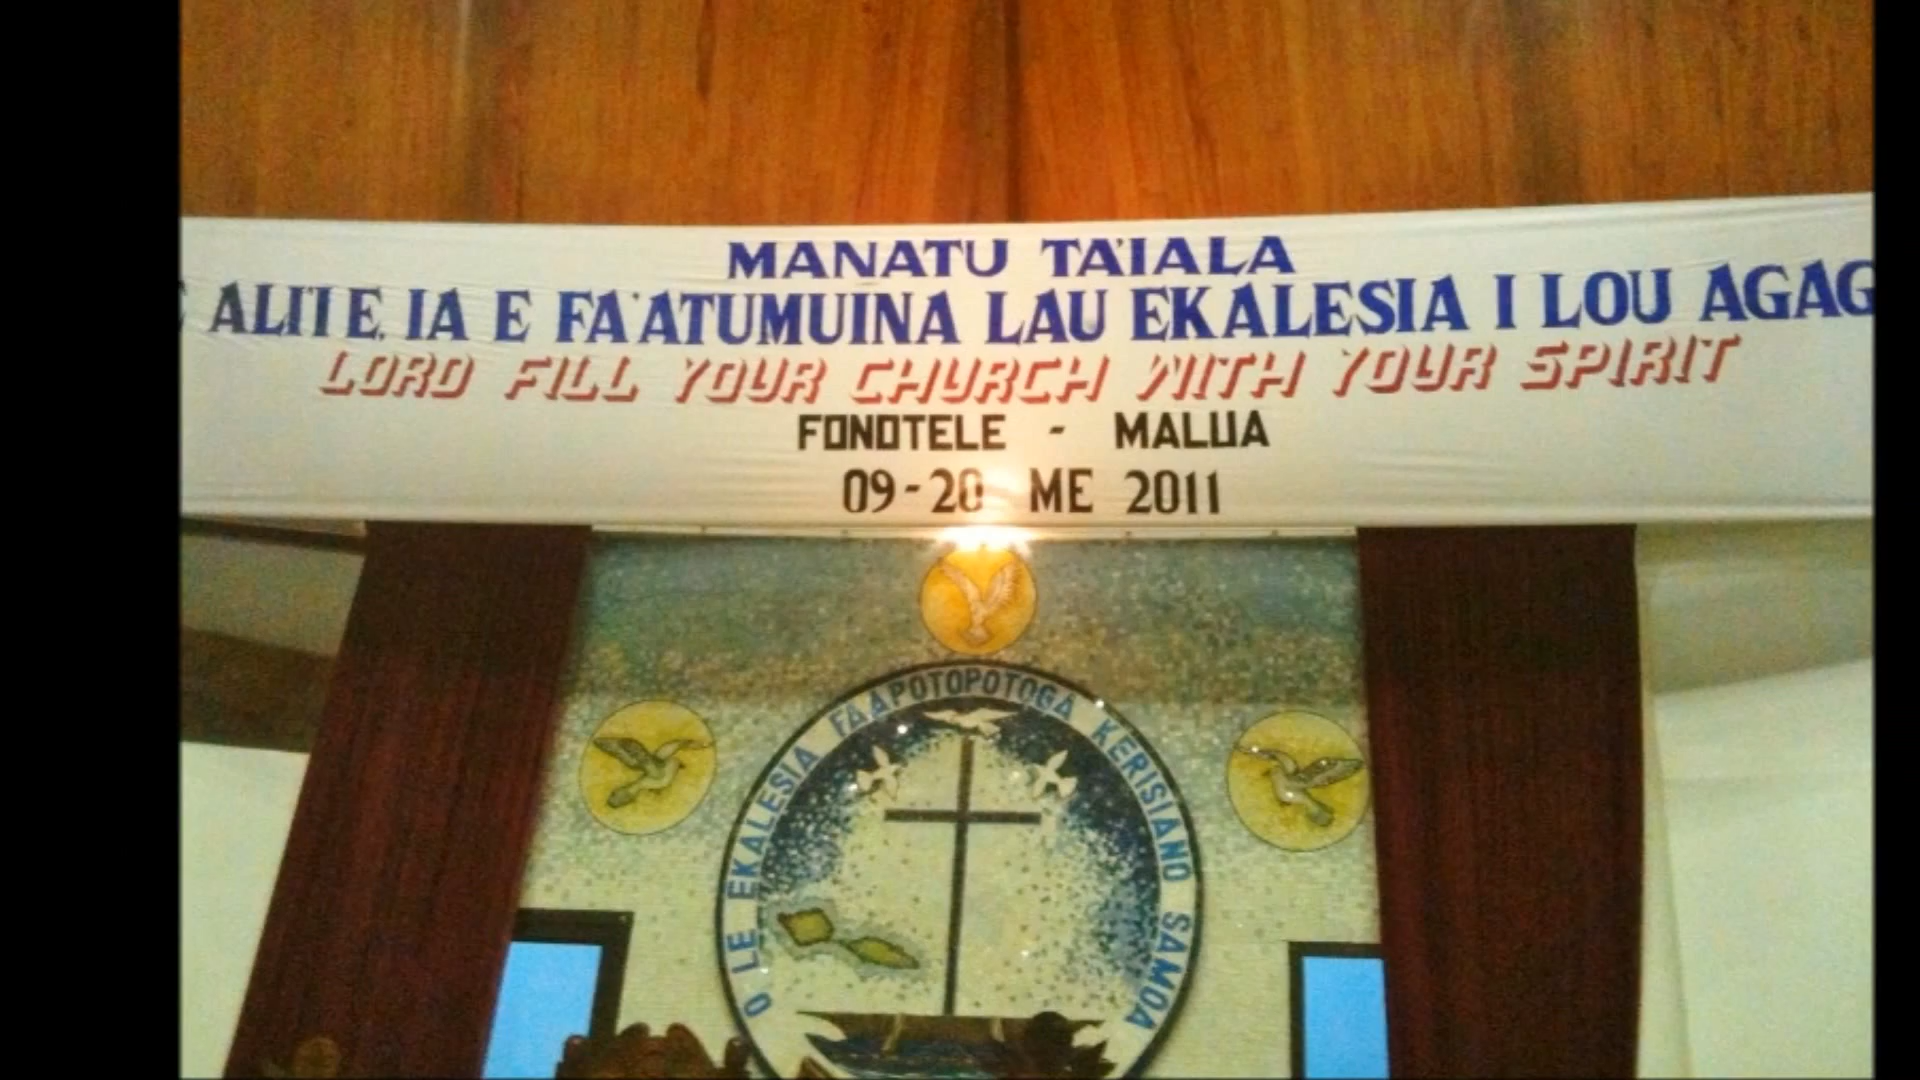 MANATU TA'IALA
ALI'I E, IA E FA'ATUMUINA LAU EKALESIA I LOU AGAG
LORD FILL YOUR CHURCH WITH YOUR SPIRIT
FONOTELE - MALUA
09-20 ME 2011
O LE EKALESIA FAAPOTOPOTOGA KERISIANO SAMOA